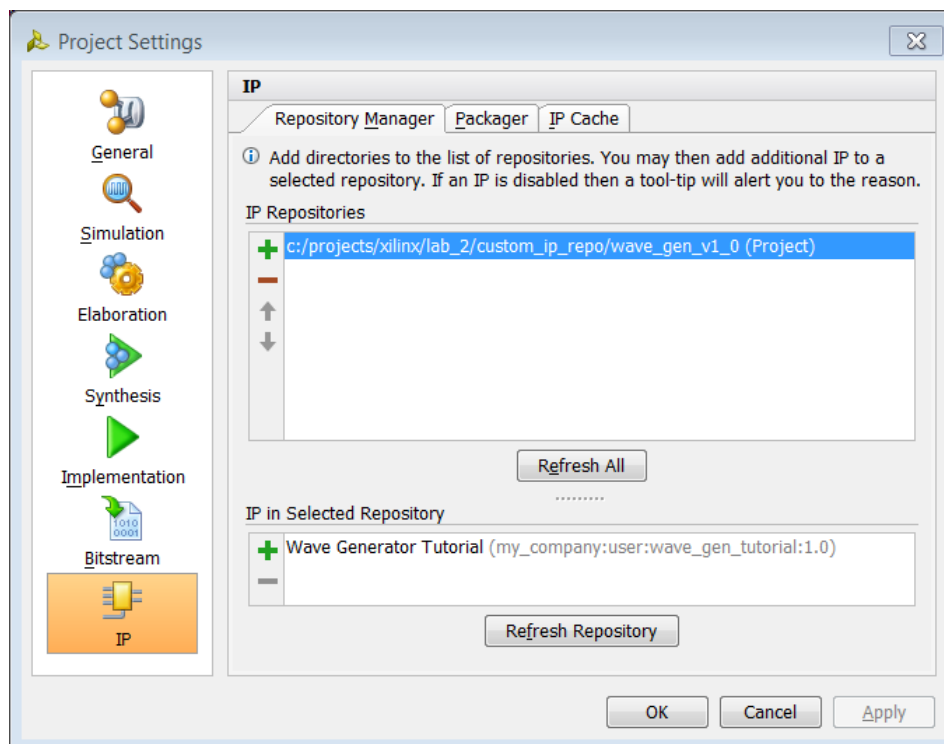 Project Settings
General
Simulation
Elaboration
Synthesis
Implementation
1010
0001
Bitstream
IP
IP
Repository Manager
Packager
IP Cache
Add directories to the list of repositories. You may then add additional IP to a
selected repository. If an IP is disabled then a tool-tip will alert you to the reason.
IP Repositories
c:/projects/xilinx/lab_2/custom_ip_repo/wave_gen_v1_0 (Project)
Refresh All
IP in Selected Repository
Wave Generator Tutorial (my_company:user:wave_gen_tutorial:1.0)
Refresh Repository
OK
Cancel
Apply